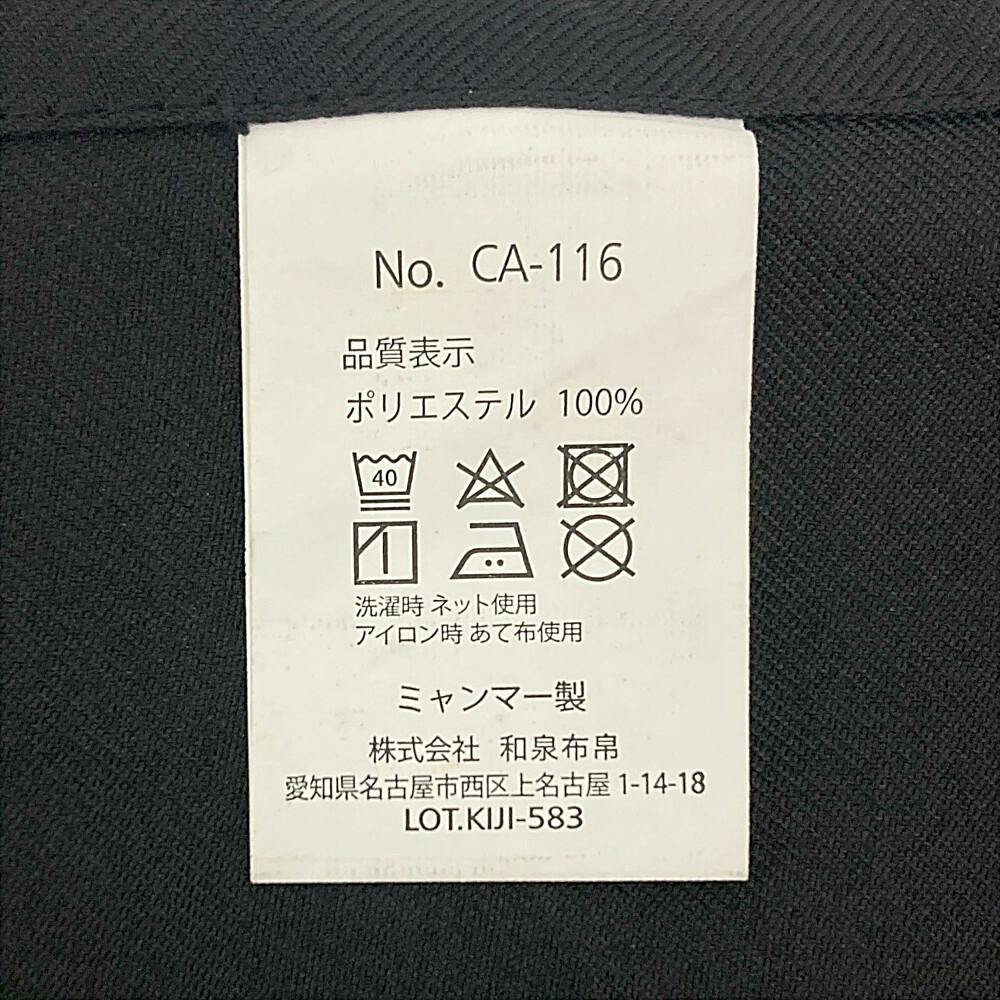 No. CA-116
品質表示
ポリエステル 100%
40
洗濯時 ネット使用
アイロン時 あて布使用
ミャンマー製
株式会社 和泉布帛
愛知県名古屋市西区上名古屋 1-14-18
LOT.KIJI-583